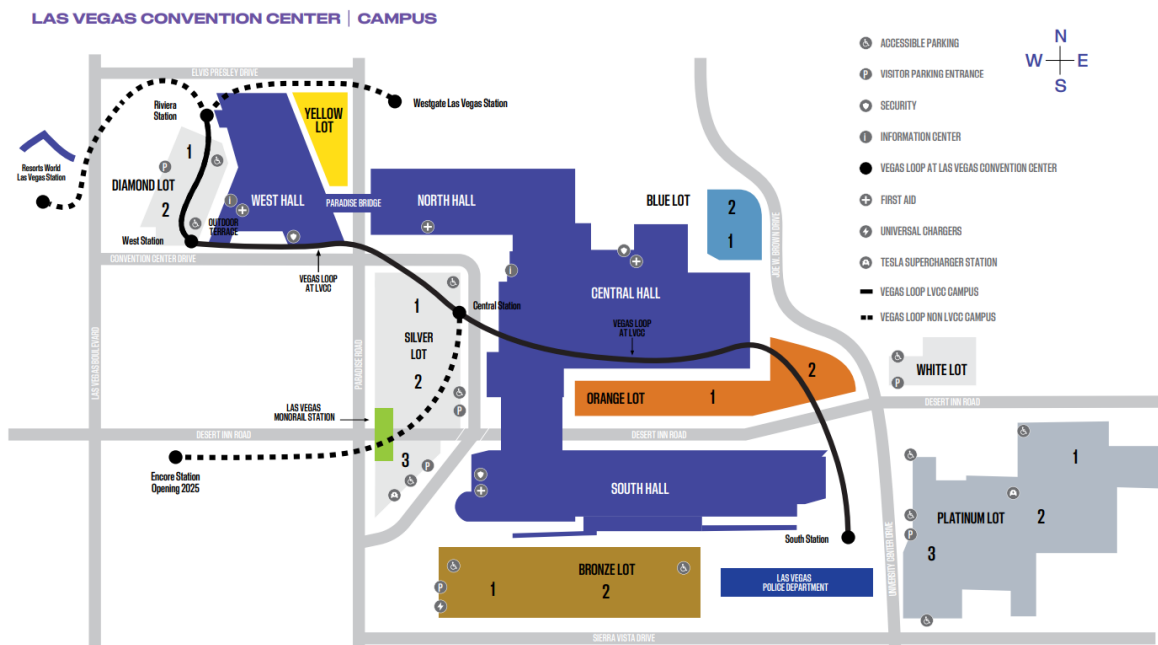 LAS VEGAS CONVENTION CENTER | CAMPUS
ELVIS PRESLEY DRIVE
Riviera
Station
Westgate Las Vegas Station
YELLOW
LOT
Resorts World
Las Vegas Station
1
P
DIAMOND LOT
2
WEST HALL
i
PARADISE BRIDGE
NORTH HALL
OUTDOOR
TERRACE
West Station
CONVENTION CENTER DRIVE
VEGAS LOOP
AT LVCC
BLUE LOT
2
1
JOE W. BROWN DRIVE
i
CENTRAL HALL
VEGAS LOOP
AT LVCC
Central Station
1
SILVER
LOT
2
P
3
P
LAS VEGAS BOULEVARD
PARADISE ROAD
LAS VEGAS
MONORAIL STATION
DESERT INN ROAD
DESERT INN ROAD
DESERT INN ROAD
Encore Station
Opening 2025
ORANGE LOT
1
2
SOUTH HALL
South Station
BRONZE LOT
P
1
2
LAS VEGAS
POLICE DEPARTMENT
UNIVERSITY CENTER DRIVE
SIERRA VISTA DRIVE
P
WHITE LOT
PLATINUM LOT
1
2
P
3
ACCESSIBLE PARKING
P
VISITOR PARKING ENTRANCE
SECURITY
i
INFORMATION CENTER
VEGAS LOOP AT LAS VEGAS CONVENTION CENTER
FIRST AID
UNIVERSAL CHARGERS
TESLA SUPERCHARGER STATION
VEGAS LOOP LVCC CAMPUS
VEGAS LOOP NON LVCC CAMPUS
N
W E
S